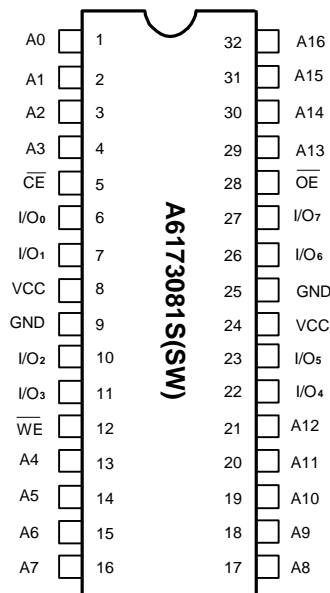 A0 1 32 A16
A1 2 31 A15
A2 3 30 A14
A3 4 29 A13
C̅E̅ 5 28 O̅E̅
I/O₀ 6 27 I/O₇
I/O₁ 7 26 I/O₆
VCC 8 25 GND
GND 9 24 VCC
I/O₂ 10 23 I/O₅
I/O₃ 11 22 I/O₄
W̅E̅ 12 21 A12
A4 13 20 A11
A5 14 19 A10
A6 15 18 A9
A7 16 17 A8
A6173081S(SW)